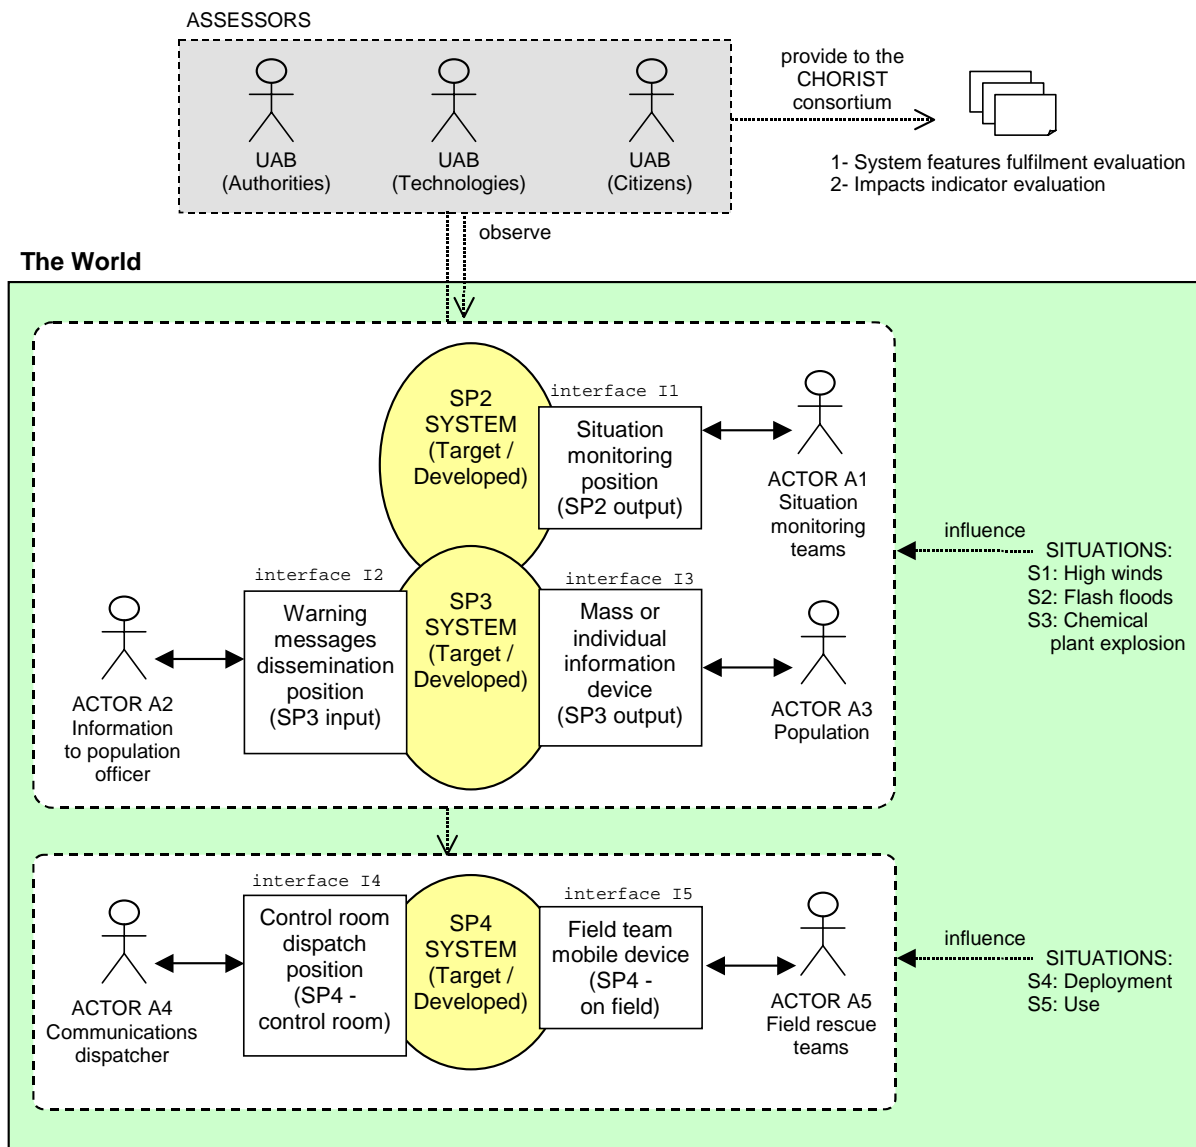 ASSESSORS
UAB
(Authorities)
UAB
(Technologies)
UAB
(Citizens)
provide to the
CHORIST
consortium
1- System features fulfilment evaluation
2- Impacts indicator evaluation
observe
The World
SP2
SYSTEM
(Target /
Developed)
interface I1
Situation
monitoring
position
(SP2 output)
ACTOR A1
Situation
monitoring
teams
influence
SITUATIONS:
S1: High winds
S2: Flash floods
S3: Chemical
plant explosion
interface I2
Warning
messages
dissemination
position
(SP3 input)
SP3
SYSTEM
(Target /
Developed)
interface I3
Mass or
individual
information
device
(SP3 output)
ACTOR A2
Information
to population
officer
ACTOR A3
Population
interface I4
Control room
dispatch
position
(SP4 -
control room)
SP4
SYSTEM
(Target /
Developed)
interface I5
Field team
mobile device
(SP4 -
on field)
ACTOR A4
Communications
dispatcher
ACTOR A5
Field rescue
teams
influence
SITUATIONS:
S4: Deployment
S5: Use